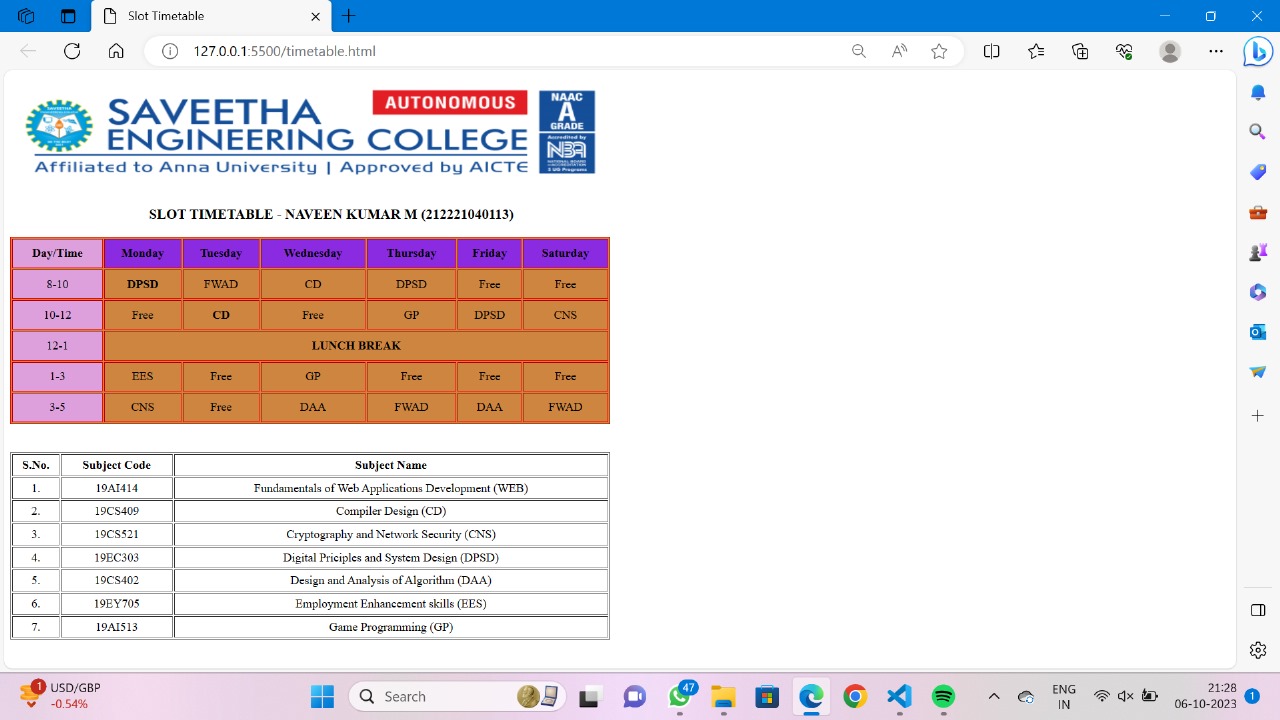 Slot Timetable
127.0.0.1:5500/timetable.html
SAVEETHA AUTONOMOUS
ENGINEERING COLLEGE
Affiliated to Anna University | Approved by AICTE
NAAC
A
GRADE
Accredited by
NBA
NATIONAL BOARD
of ACCREDITATION
SLOT TIMETABLE - NAVEEN KUMAR M (212221040113)
Day/Time Monday Tuesday Wednesday Thursday Friday Saturday
8-10 DPSD FWAD CD DPSD Free Free
10-12 Free CD Free GP DPSD CNS
12-1 LUNCH BREAK
1-3 EES Free GP Free Free Free
3-5 CNS Free DAA FWAD DAA FWAD
S.No. Subject Code Subject Name
1. 19AI414 Fundamentals of Web Applications Development (WEB)
2. 19CS409 Compiler Design (CD)
3. 19CS521 Cryptography and Network Security (CNS)
4. 19EC303 Digital Priciples and System Design (DPSD)
5. 19CS402 Design and Analysis of Algorithm (DAA)
6. 19EY705 Employment Enhancement skills (EES)
7. 19AI513 Game Programming (GP)
1 USD/GBP
-0.54%
Search
47
ENG
IN
21:28
06-10-2023
1